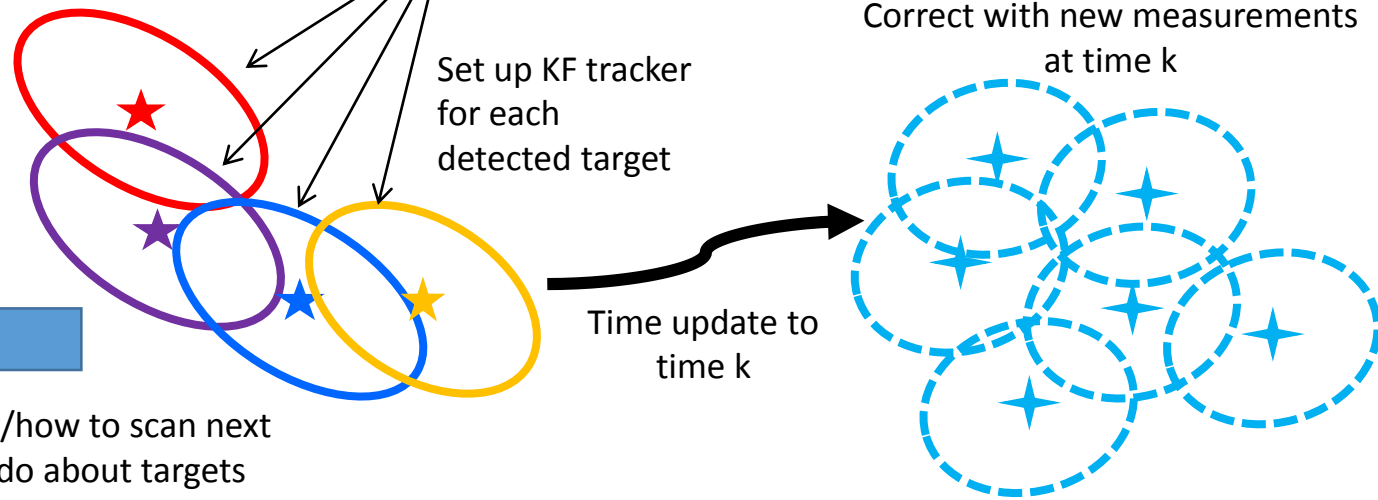 Correct with new measurements
at time k
Set up KF tracker
for each
detected target
Time update to
time k
/how to scan next
do about targets